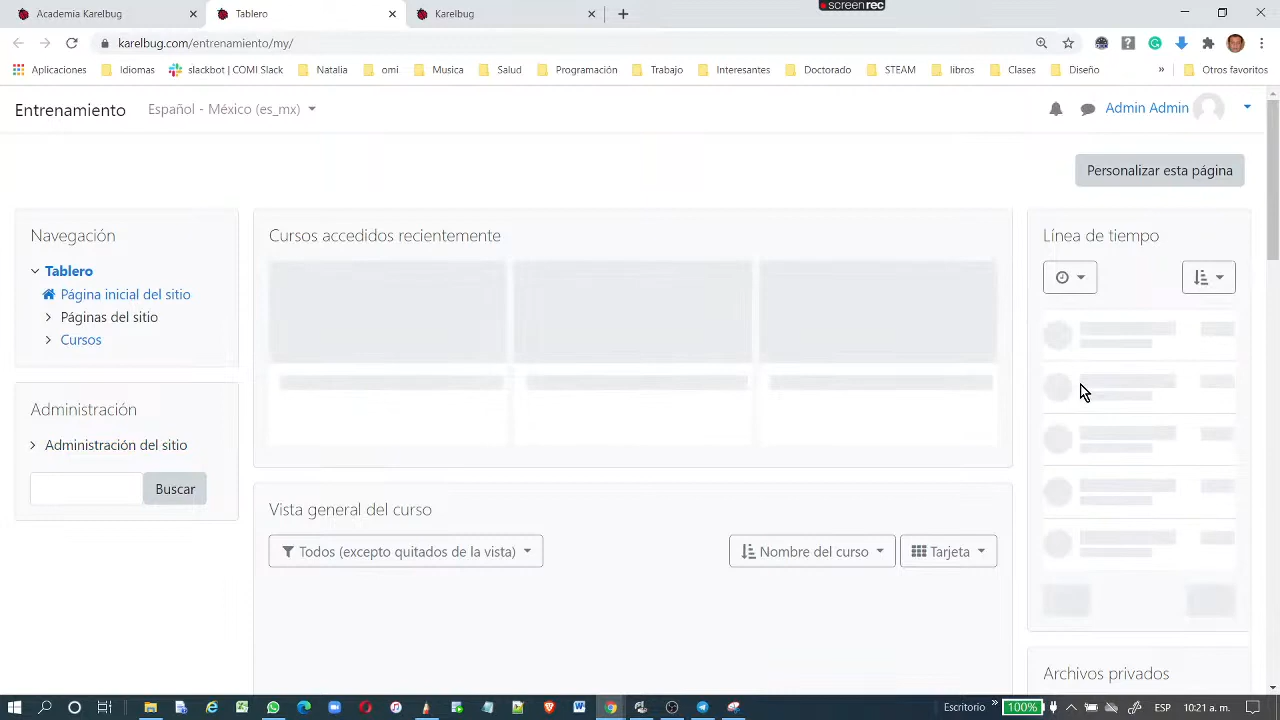 screenrec
Academia Karelbug
Tablero
Karelbug
karelbug.com/entrenamiento/my/
Aplicaciones
Idiomas
slackbot (COMI Slack
Natalia
omi
Musica
Salud
Programación
Trabajo
Interesantes
Doctorado
STEAM
libros
Clases
Diseño
»
Otros favoritos
Entrenamiento
Español - México (es_mx)
Admin Admin
Personalizar esta página
Navegación
Tablero
Página inicial del sitio
Páginas del sitio
Cursos
Administración
Administración del sitio
Buscar
Cursos accedidos recientemente
Vista general del curso
Todos (excepto quitados de la vista)
Nombre del curso
Tarjeta
Línea de tiempo
Archivos privados
Escritorio
»
100%
ESP
10:41 a. m.